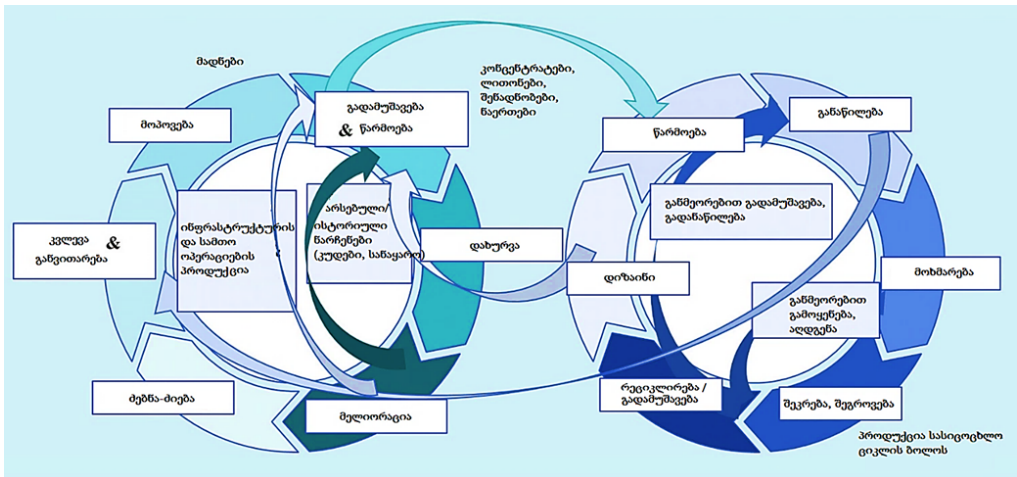 მადნები
მოპოვება
გადამუშავება
& წარმოება
კონცენტრატები,
ლითონები,
შენადნობები,
ნაერთები
წარმოება
განაწილება
კვლევა &
განვითარება
ინფრასტრუქტურის
და სამთო
ოპერაციების
პროდუქცია
არსებული/
ისტორიული
ნარჩენები
(კუდები, სანაყარო)
დახურვა
განმეორებით გადამუშავება,
გადანაწილება
დიზაინი
მოხმარება
განმეორებით
გამოყენება,
აღდგენა
ძებნა-ძიება
მელიორაცია
რეციკლირება /
გადამუშავება
შეკრება, შეგროვება
პროდუქცია სასიცოცხლო
ციკლის ბოლოს